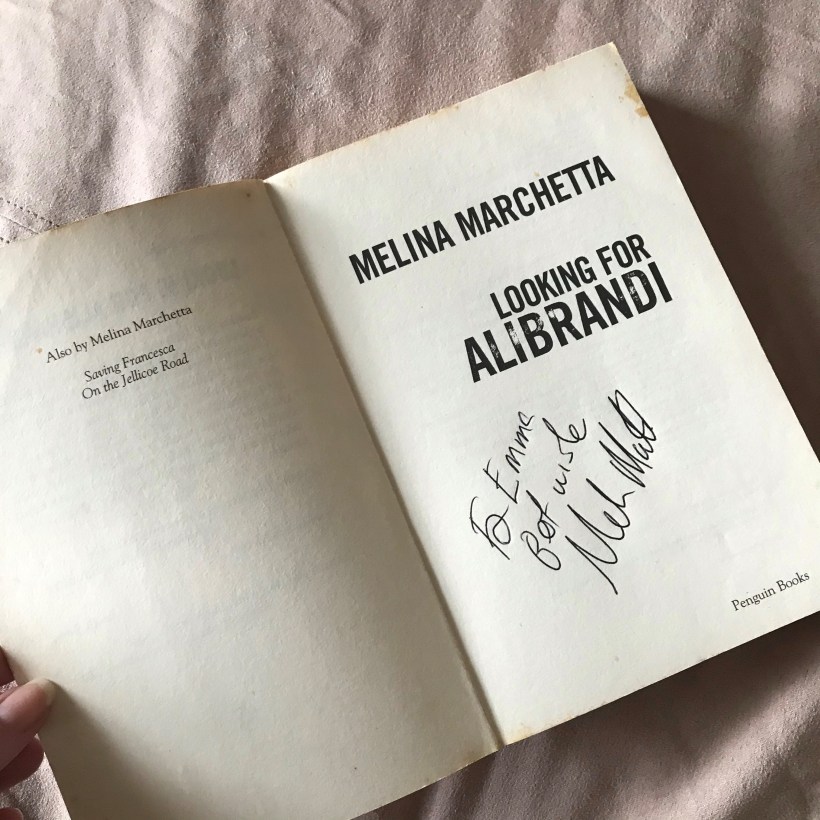 Also by Melina Marchetta
Saving Francesca
On the Jellicoe Road
MELINA MARCHETTA
LOOKING FOR
ALIBRANDI
To Emma
Best wishes
Penguin Books